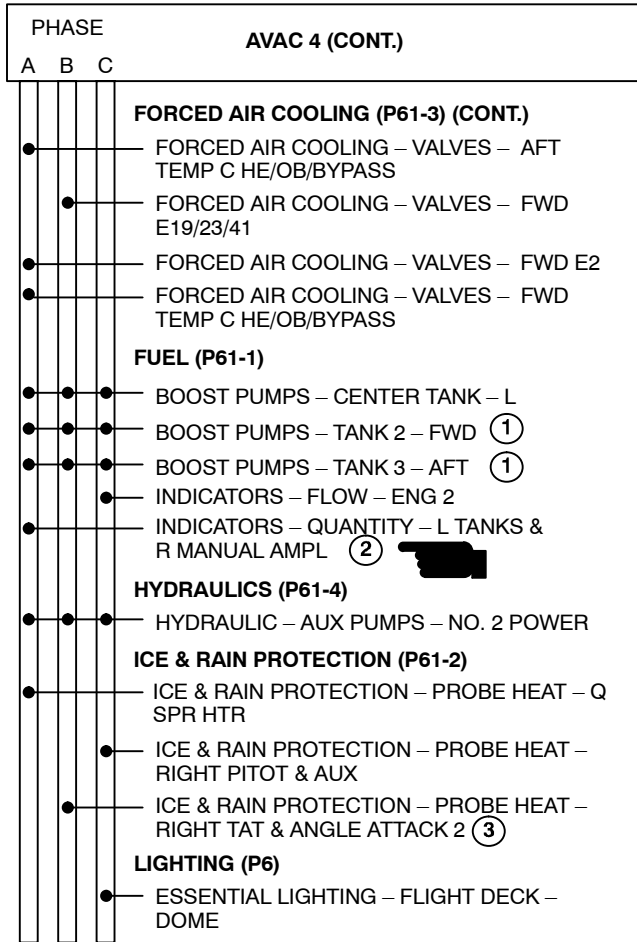 PHASE
AVAC 4 (CONT.)
A B C
FORCED AIR COOLING (P61-3) (CONT.)
FORCED AIR COOLING – VALVES – AFT
TEMP C HE/OB/BYPASS
FORCED AIR COOLING – VALVES – FWD
E19/23/41
FORCED AIR COOLING – VALVES – FWD E2
FORCED AIR COOLING – VALVES – FWD
TEMP C HE/OB/BYPASS
FUEL (P61-1)
BOOST PUMPS – CENTER TANK – L
BOOST PUMPS – TANK 2 – FWD 1
BOOST PUMPS – TANK 3 – AFT 1
INDICATORS – FLOW – ENG 2
INDICATORS – QUANTITY – L TANKS &
R MANUAL AMPL 2
HYDRAULICS (P61-4)
HYDRAULIC – AUX PUMPS – NO. 2 POWER
ICE & RAIN PROTECTION (P61-2)
ICE & RAIN PROTECTION – PROBE HEAT – Q
SPR HTR
ICE & RAIN PROTECTION – PROBE HEAT –
RIGHT PITOT & AUX
ICE & RAIN PROTECTION – PROBE HEAT –
RIGHT TAT & ANGLE ATTACK 2 3
LIGHTING (P6)
ESSENTIAL LIGHTING – FLIGHT DECK –
DOME